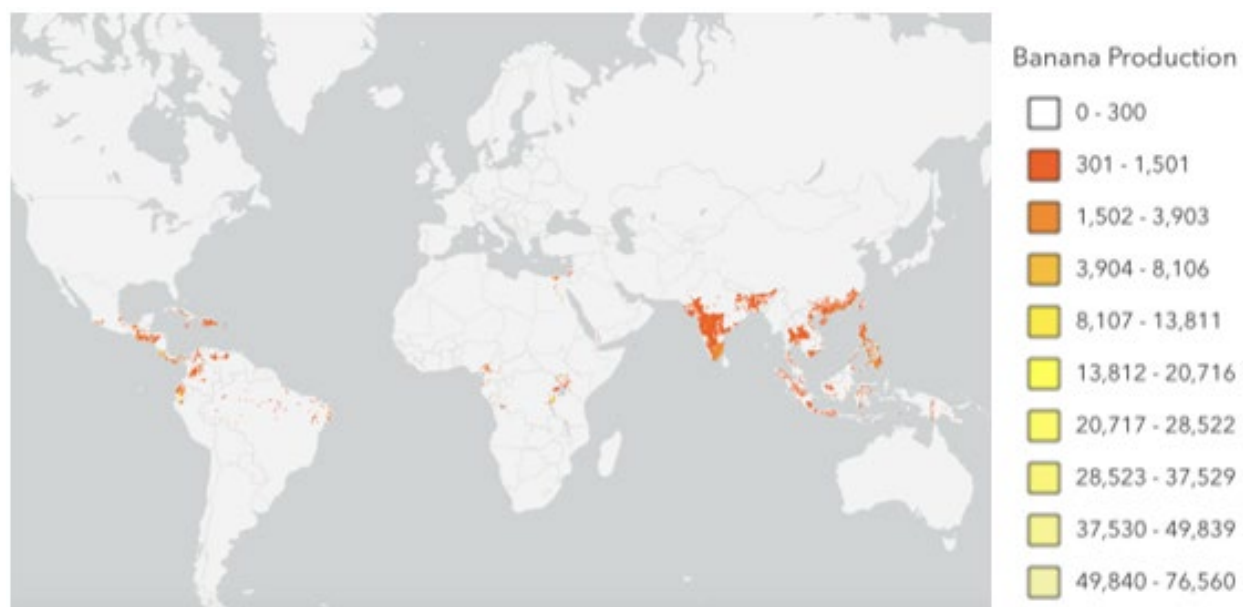 Banana Production
0 - 300
301 - 1,501
1,502 - 3,903
3,904 - 8,106
8,107 - 13,811
13,812 - 20,716
20,717 - 28,522
28,523 - 37,529
37,530 - 49,839
49,840 - 76,560